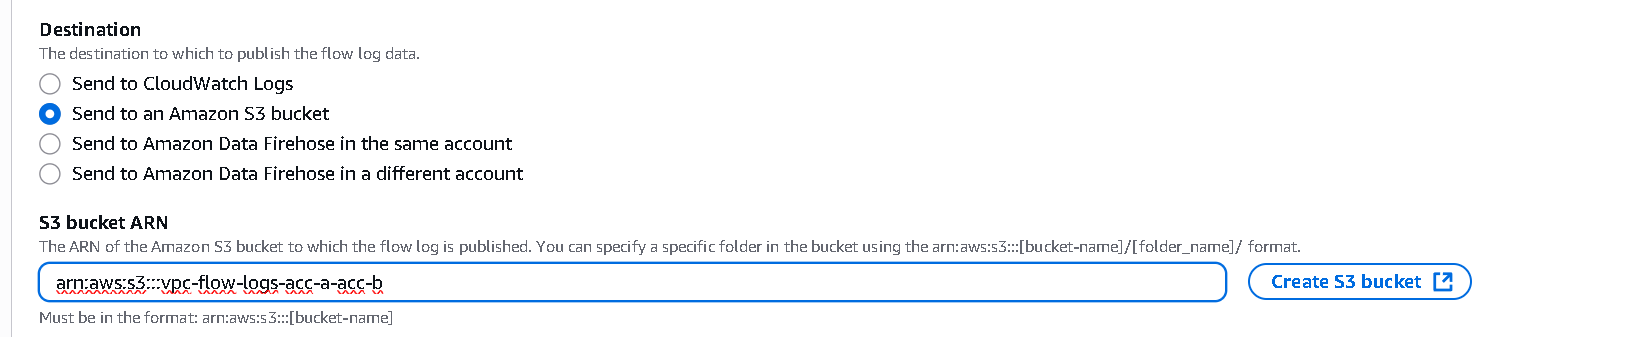 Destination
The destination to which to publish the flow log data.
Send to CloudWatch Logs
Send to an Amazon S3 bucket
Send to Amazon Data Firehose in the same account
Send to Amazon Data Firehose in a different account
S3 bucket ARN
The ARN of the Amazon S3 bucket to which the flow log is published. You can specify a specific folder in the bucket using the arn:aws:s3:::[bucket-name]/[folder_name]/ format.
arn:aws:s3:::vpc-flow-logs-acc-a-acc-b
Create S3 bucket
Must be in the format: arn:aws:s3:::[bucket-name]